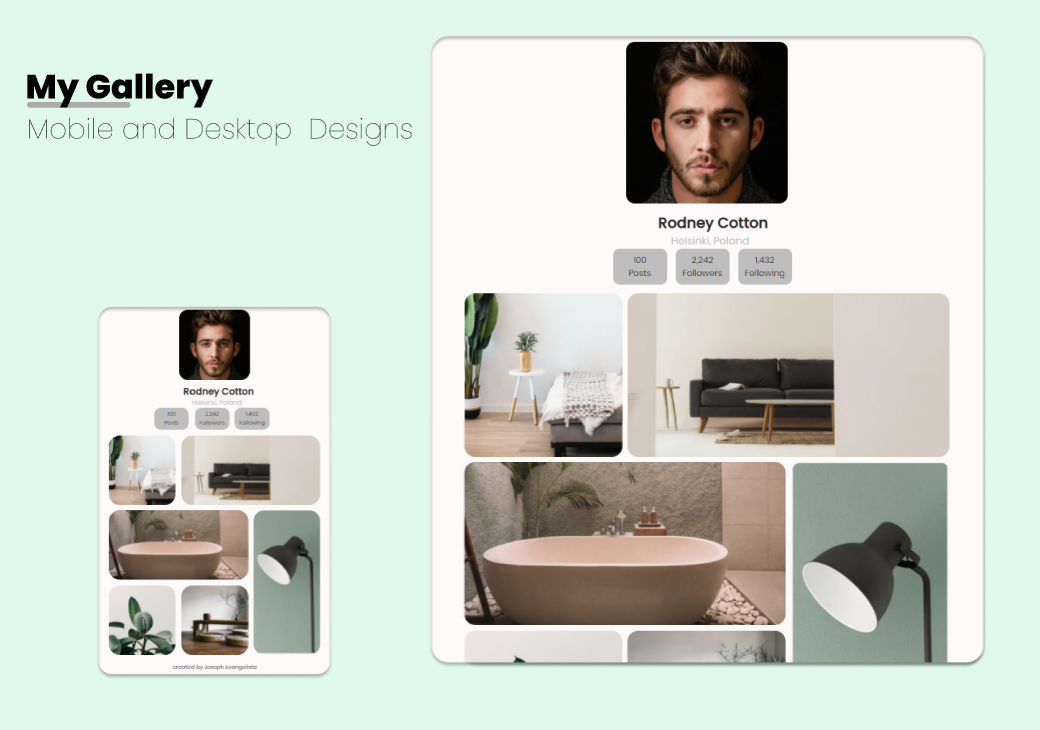 My Gallery
Mobile and Desktop Designs
Rodney Cotton
Helsinki, Poland
100 2,242 1,432
Posts Followers Following
Rodney Cotton
Helsinki, Poland
100 2,242 1,432
Posts Followers Following
created by Joseph Evangelista